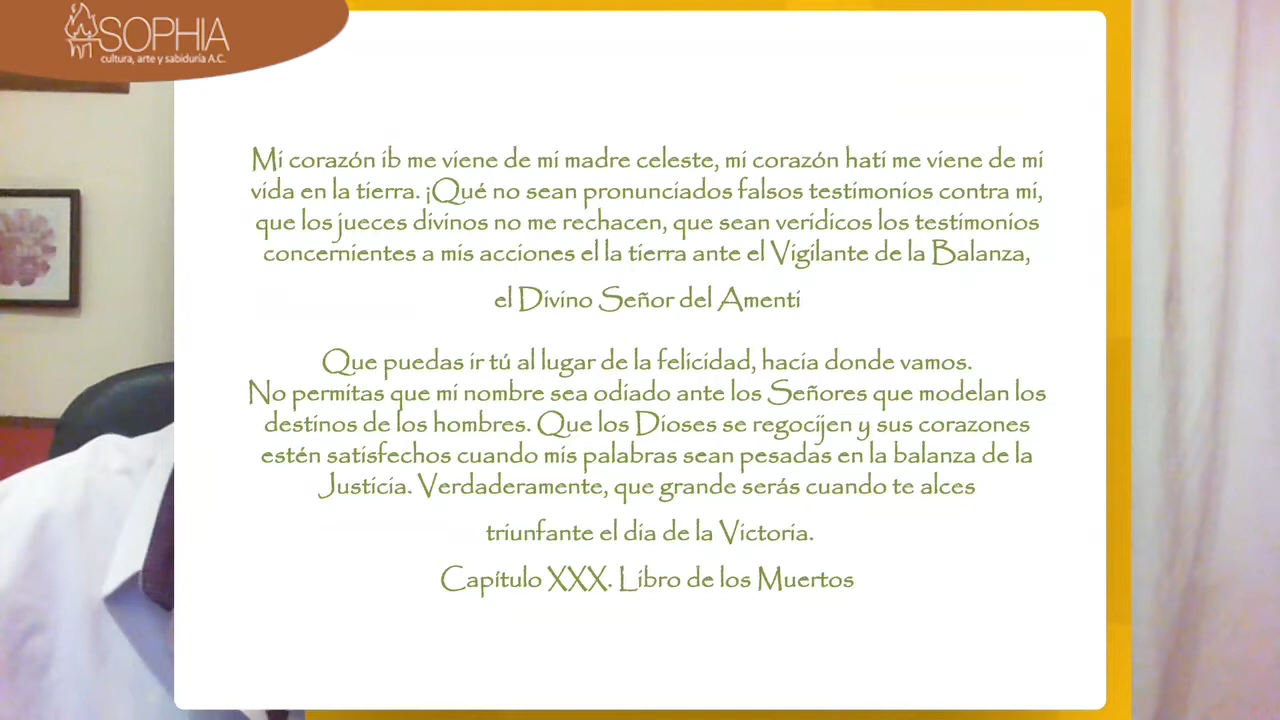 SOPHIA
cultura, arte y sabiduría A.C.
Mi corazón ib me viene de mi madre celeste, mi corazón hati me viene de mi
vida en la tierra. ¡Qué no sean pronunciados falsos testimonios contra mi,
que los jueces divinos no me rechacen, que sean veridicos los testimonios
concernientes a mis acciones el la tierra ante el Vigilante de la Balanza,
el Divino Señor del Amenti
Que puedas ir tú al lugar de la felicidad, hacia donde vamos.
No permitas que mi nombre sea odiado ante los Señores que modelan los
destinos de los hombres. Que los Dioses se regocijen y sus corazones
estén satisfechos cuando mis palabras sean pesadas en la balanza de la
Justicia. Verdaderamente, que grande serás cuando te alces
triunfante el dia de la Victoria.
Capítulo XXX. Libro de los Muertos